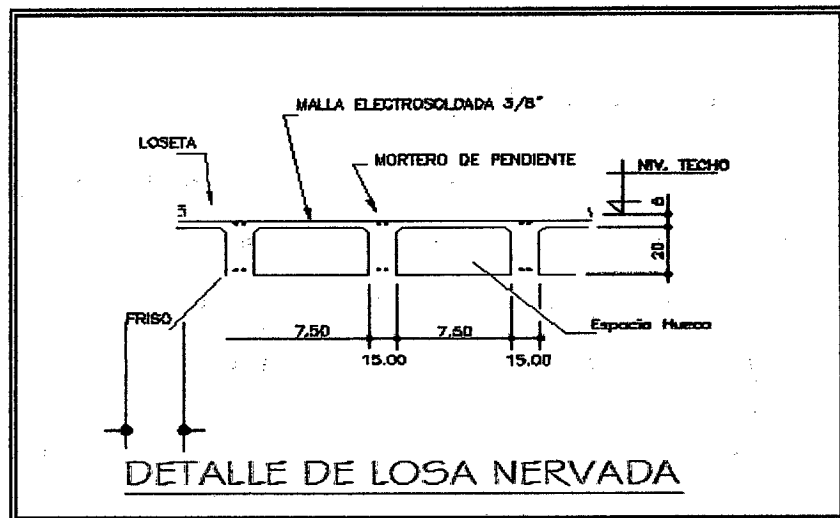 MALLA ELECTROSOLDADA 3/8"
LOSETA
MORTERO DE PENDIENTE
NIV. TECHO
20
FRISO
7,50
7,50
Espacio Hueco
15.00
15.00
DETALLE DE LOSA NERVADA